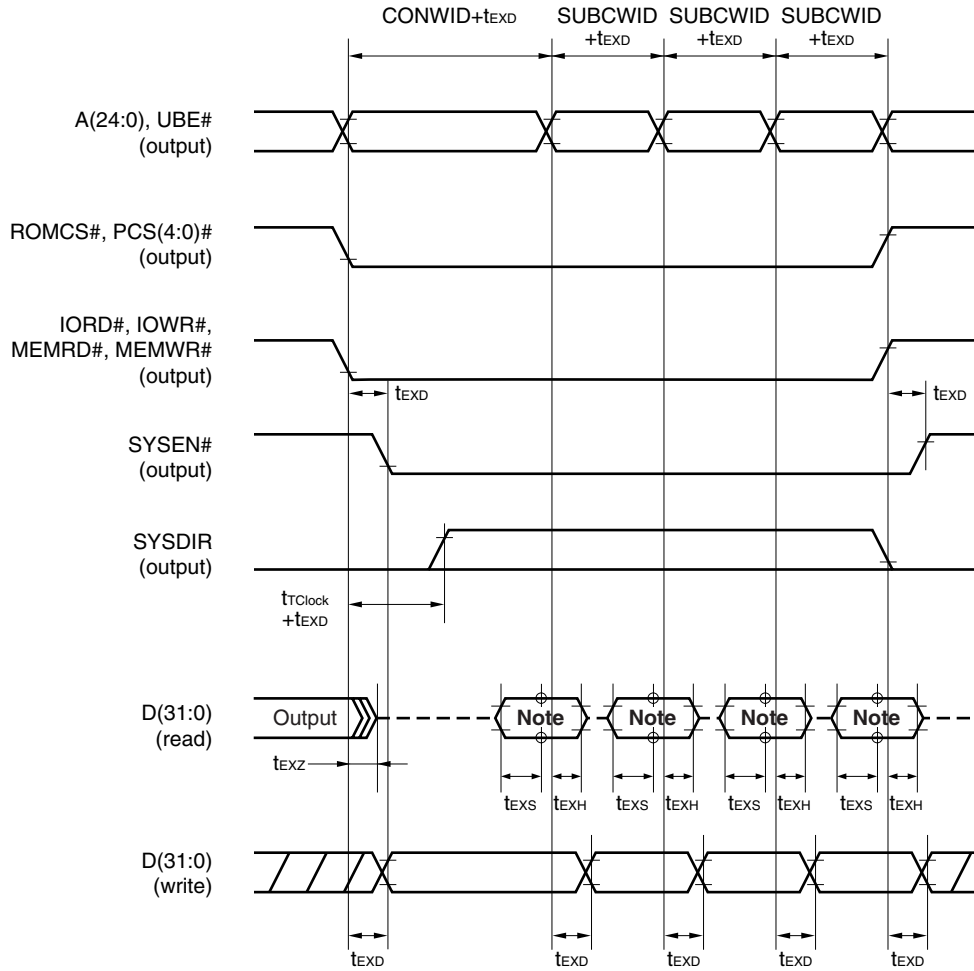 CONWID+tEXD SUBCWID SUBCWID SUBCWID
+tEXD +tEXD +tEXD
A(24:0), UBE#
(output)
ROMCS#, PCS(4:0)#
(output)
IORD#, IOWR#,
MEMRD#, MEMWR#
(output)
tEXD tEXD
SYSEN#
(output)
SYSDIR
(output)
tTClock
+tEXD
D(31:0)
(read)
Output Note Note Note Note
tEXZ
tEXS tEXH tEXS tEXH tEXS tEXH tEXS tEXH
D(31:0)
(write)
tEXD tEXD tEXD tEXD tEXD